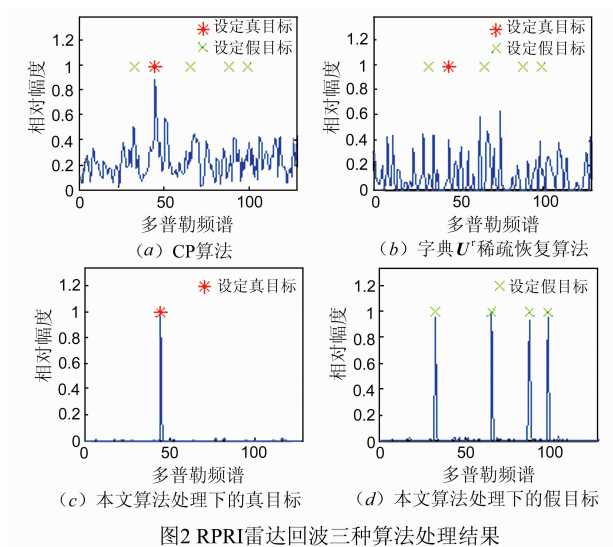 1.2
1
0.8
0.6
0.4
0.2
0
设定真目标
设定假目标
相对幅度
0 50 100
多普勒频谱
(a) CP算法
1.2
1
0.8
0.6
0.4
0.2
0
设定真目标
设定假目标
相对幅度
0 50 100
多普勒频谱
(b) 字典Uʳ稀疏恢复算法
1.2
1
0.8
0.6
0.4
0.2
0
设定真目标
相对幅度
0 50 100
多普勒频谱
(c) 本文算法处理下的真目标
1.2
1
0.8
0.6
0.4
0.2
0
设定假目标
相对幅度
0 50 100
多普勒频谱
(d) 本文算法处理下的假目标
图2 RPRI雷达回波三种算法处理结果